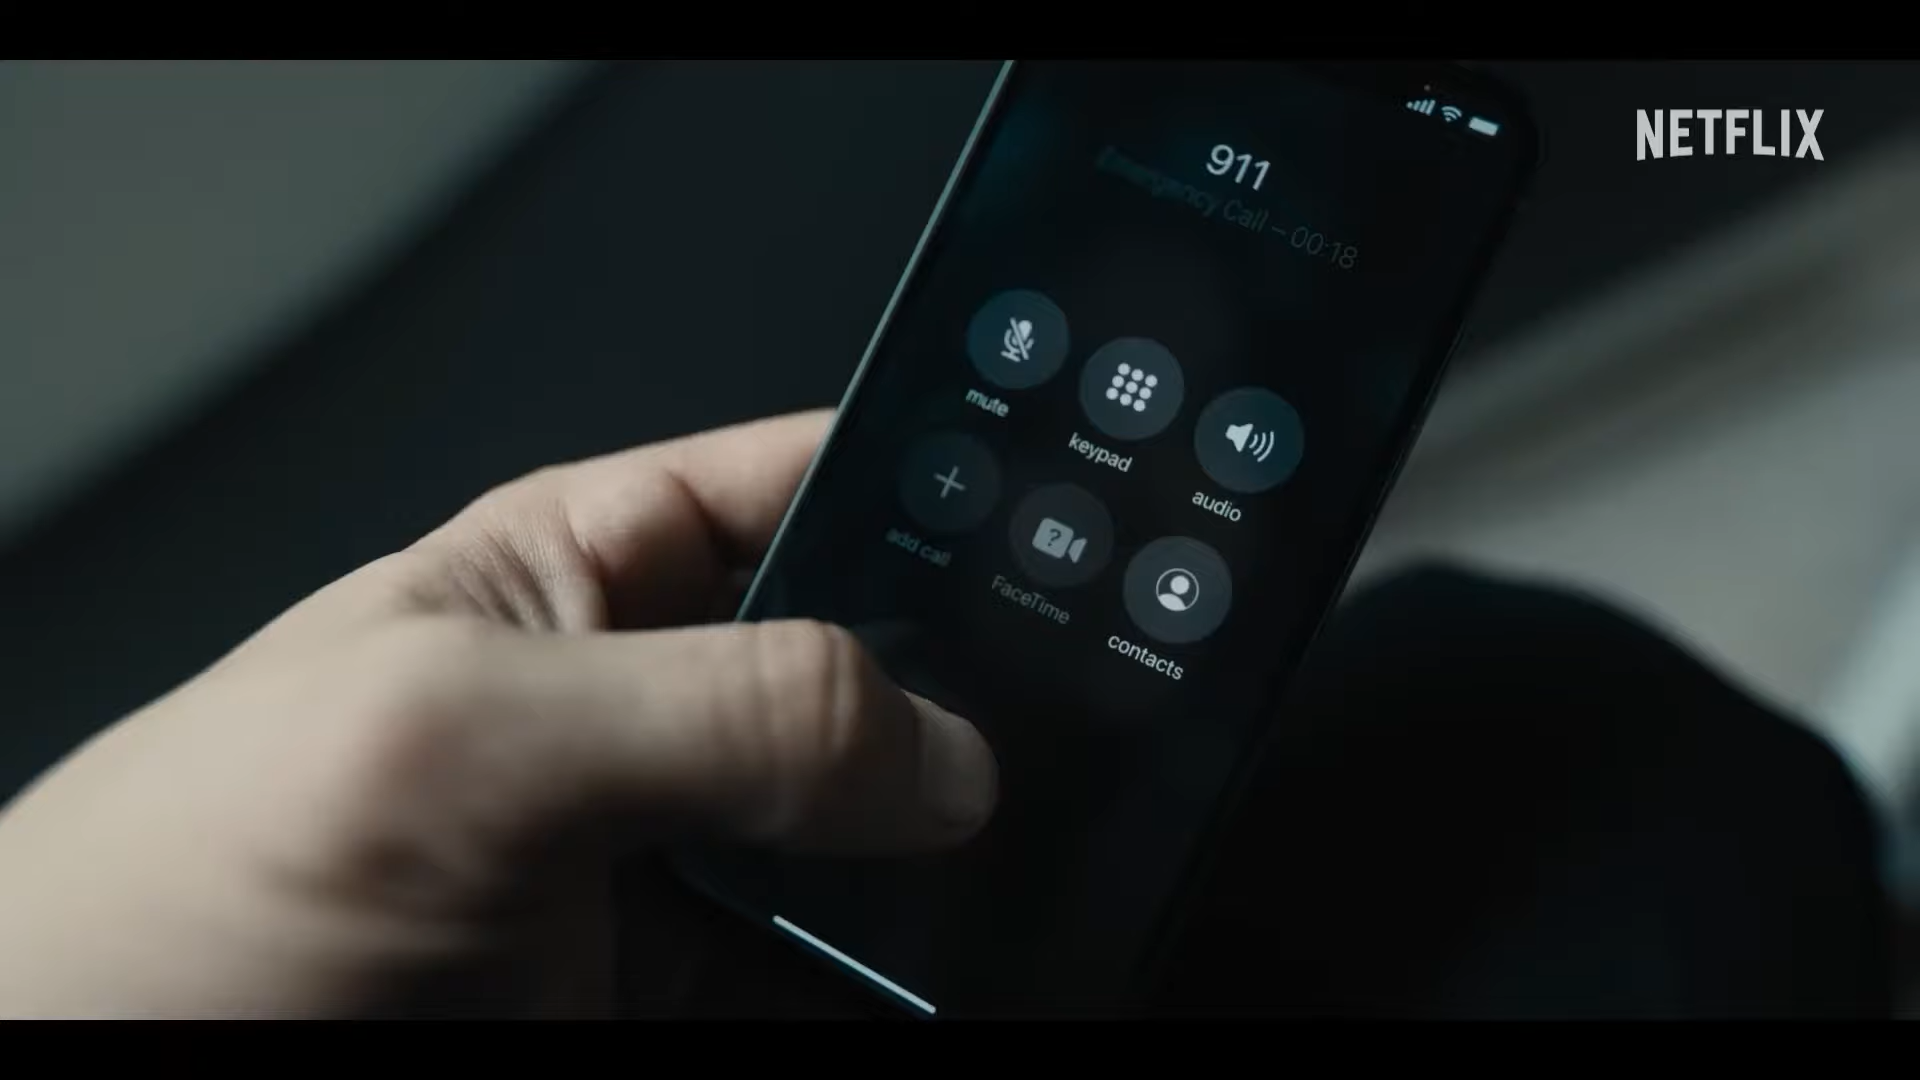 NETFLIX
911
Emergency Call – 00:18
mute
keypad
audio
add call
FaceTime
?
contacts